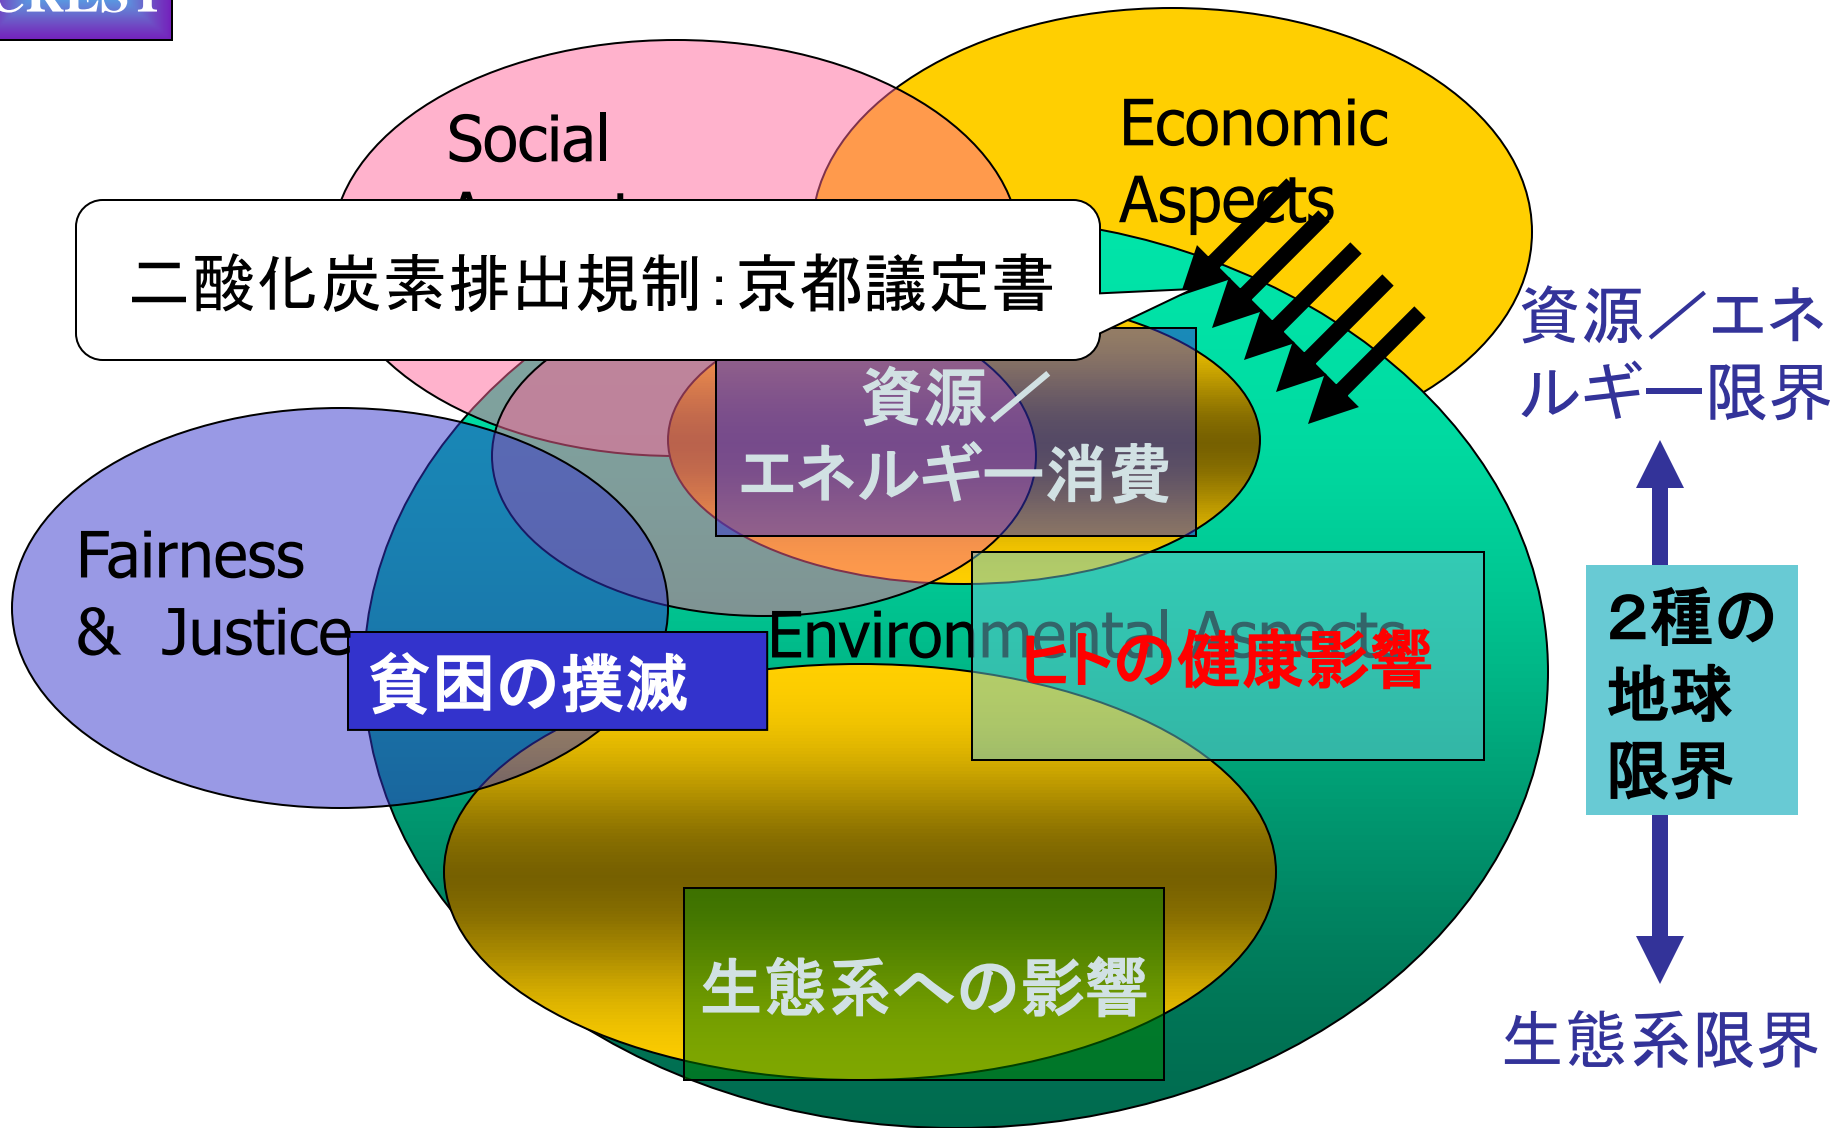 CREST
Social
Economic
Aspects
二酸化炭素排出規制：京都議定書
資源／エネ
ルギー限界
資源／
エネルギー消費
Fairness
& Justice
Environmental Aspects
ヒトの健康影響
貧困の撲滅
２種の
地球
限界
生態系への影響
生態系限界